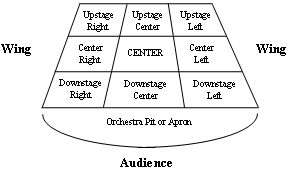 Upstage Right
Upstage Center
Upstage Left
Wing
Center Right
CENTER
Center Left
Wing
Downstage Right
Downstage Center
Downstage Left
Orchestra Pit or Apron
Audience